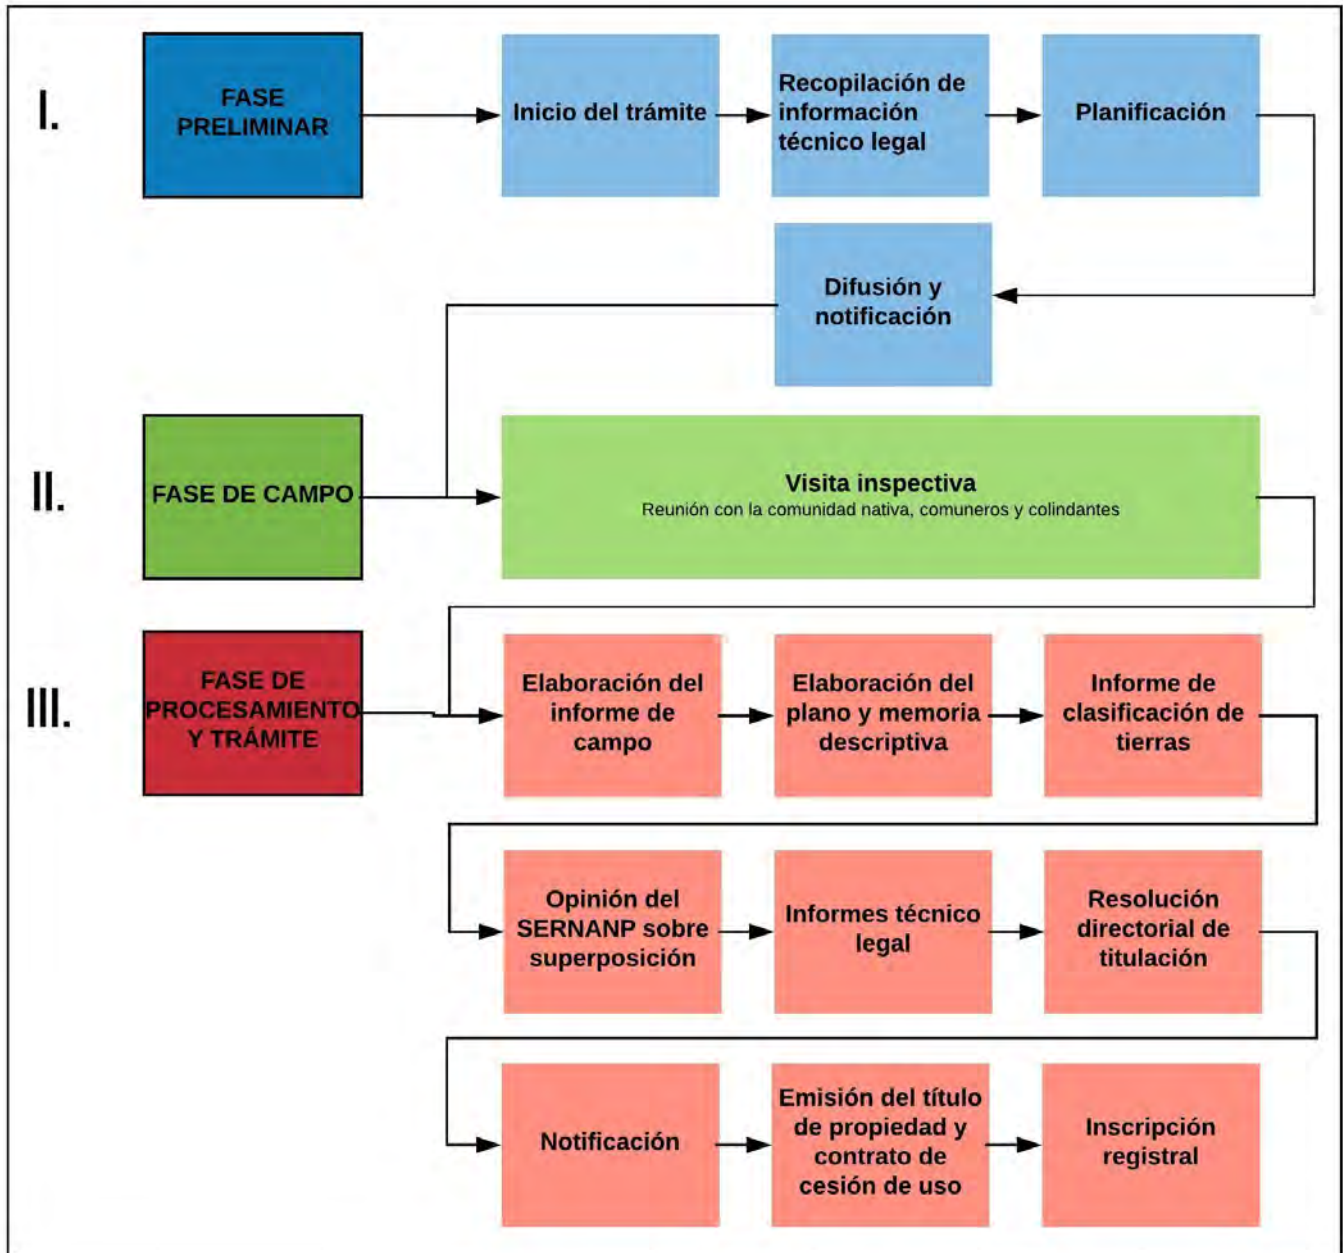 I.
FASE
PRELIMINAR
Inicio del trámite
Recopilación de
información
técnico legal
Planificación
Difusión y
notificación
II.
FASE DE CAMPO
Visita inspectiva
Reunión con la comunidad nativa, comuneros y colindantes
III.
FASE DE
PROCESAMIENTO
Y TRÁMITE
Elaboración del
informe de
campo
Elaboración del
plano y memoria
descriptiva
Informe de
clasificación de
tierras
Opinión del
SERNANP sobre
superposición
Informes técnico
legal
Resolución
directorial de
titulación
Notificación
Emisión del título
de propiedad y
contrato de
cesión de uso
Inscripción
registral